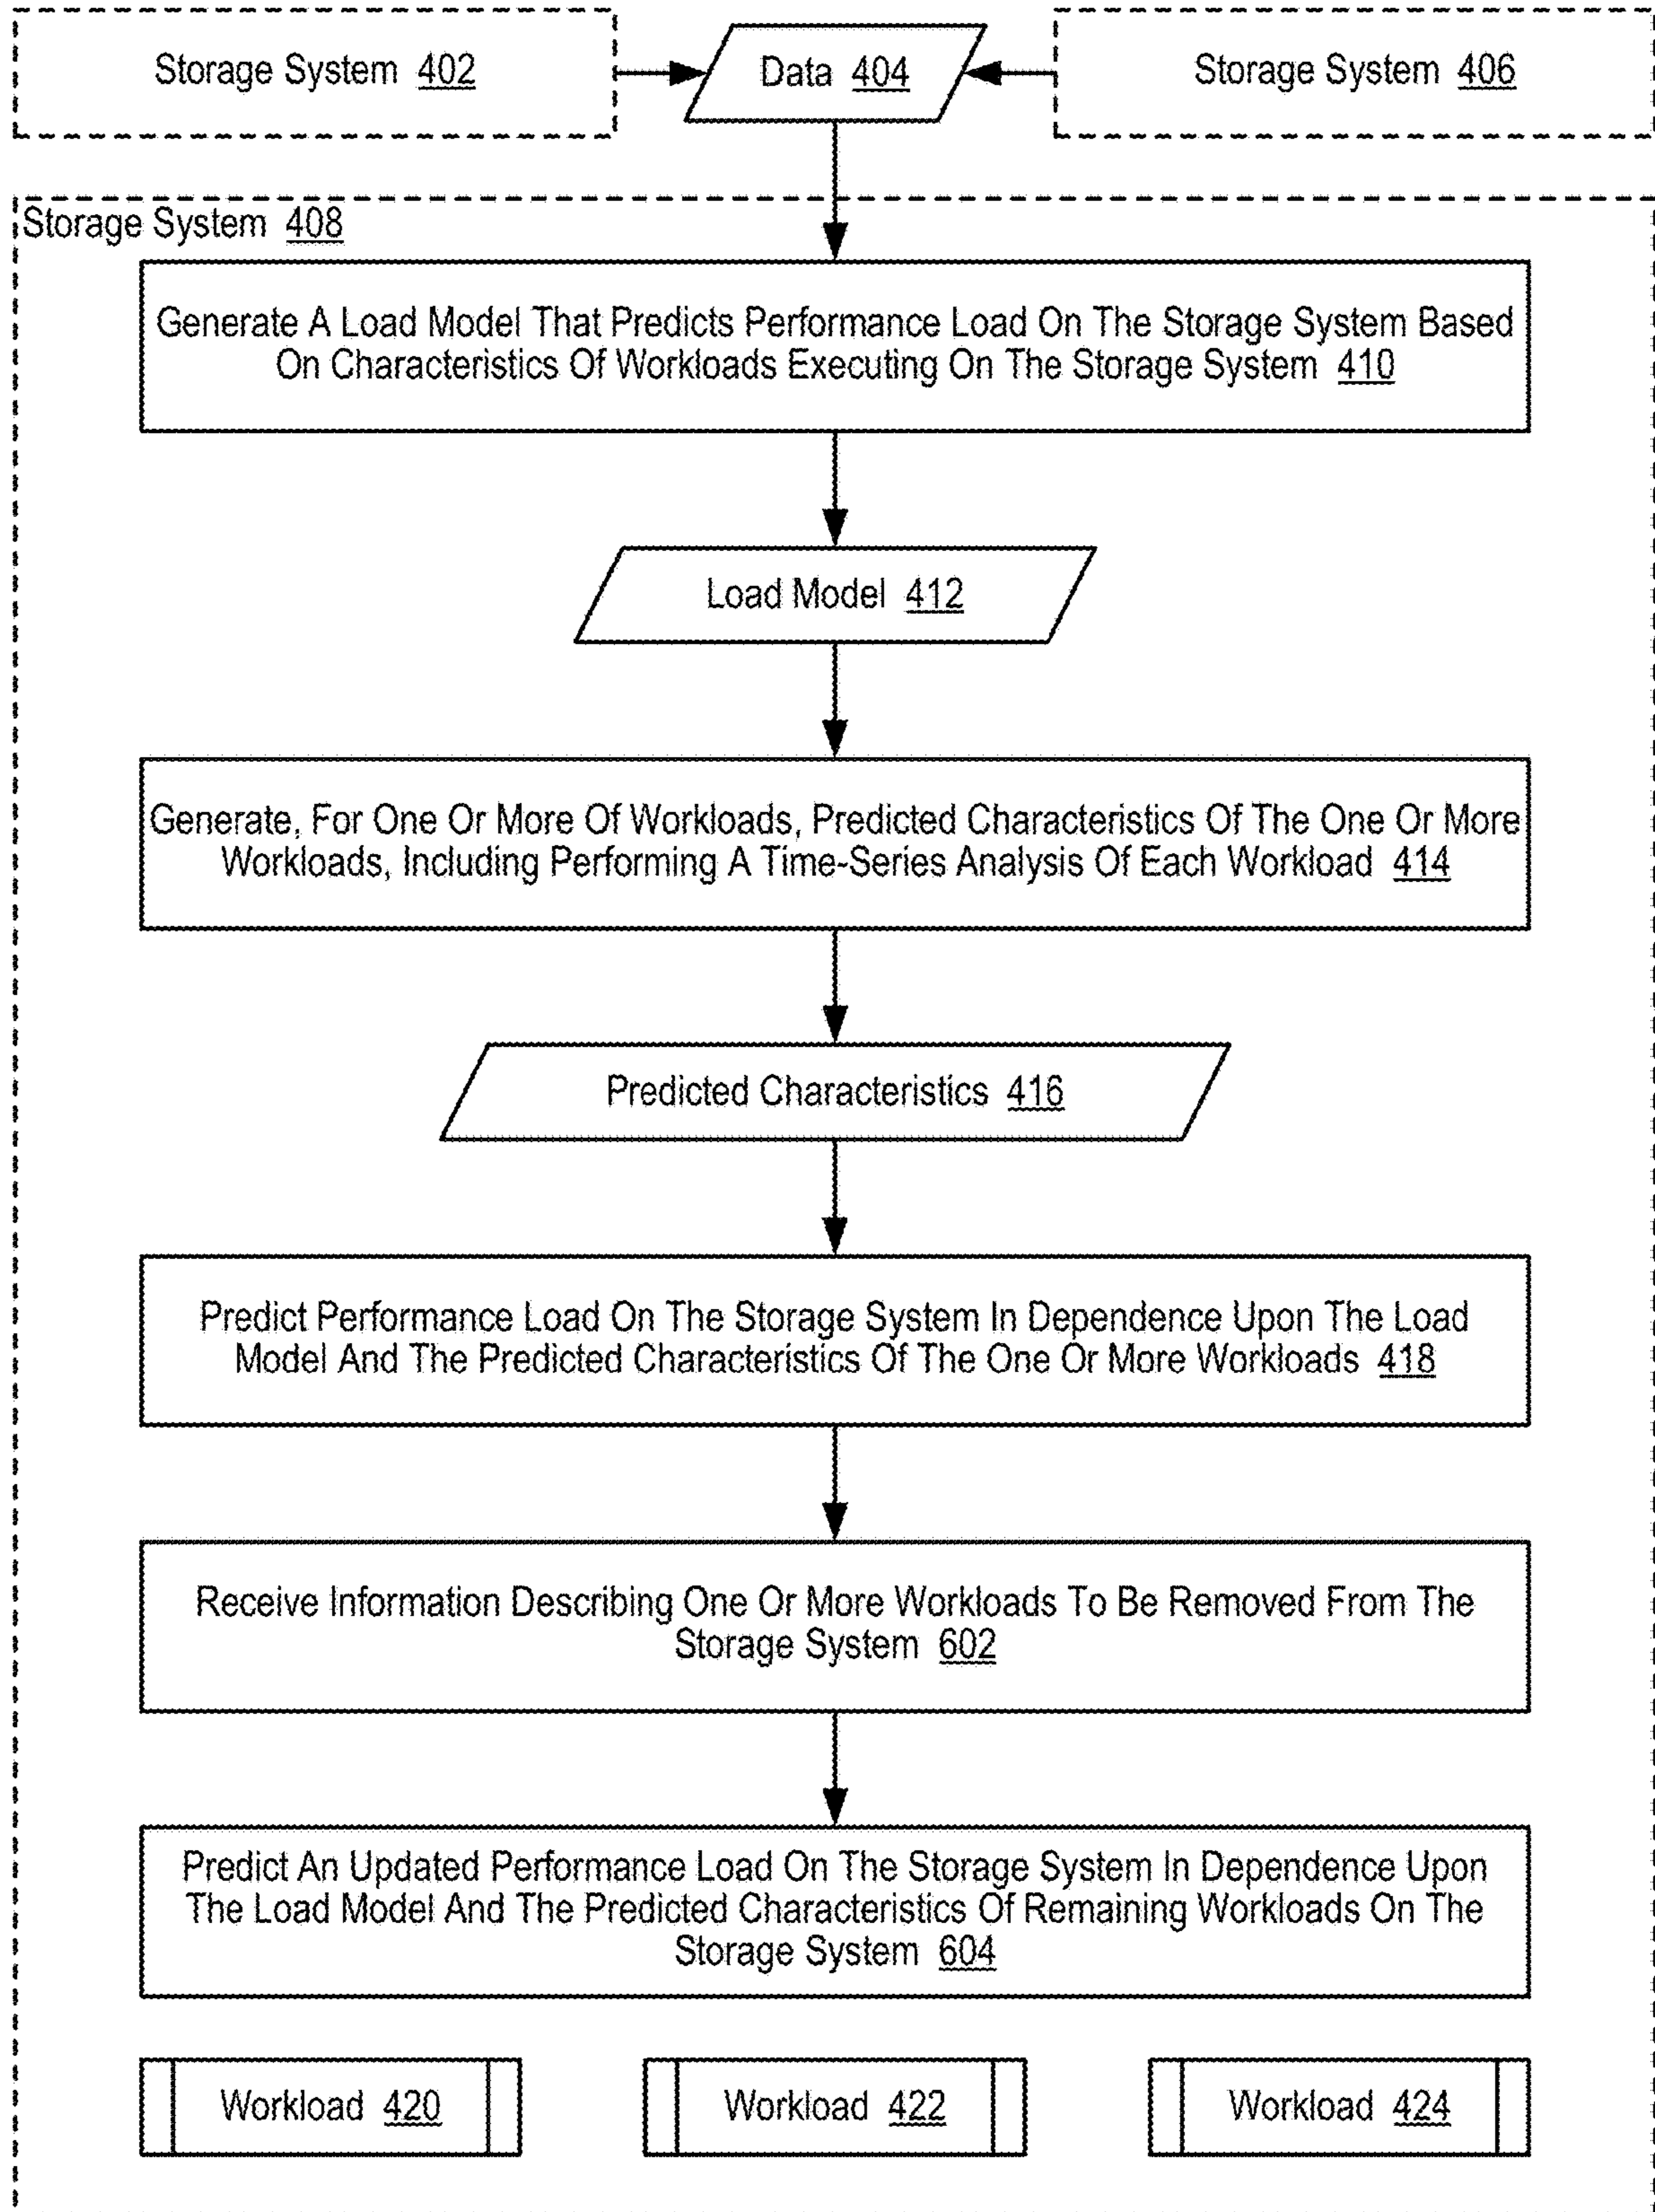 Storage System 402
Data 404
Storage System 406
Storage System 408
Generate A Load Model That Predicts Performance Load On The Storage System Based
On Characteristics Of Workloads Executing On The Storage System 410
Load Model 412
Generate, For One Or More Of Workloads, Predicted Characteristics Of The One Or More
Workloads, Including Performing A Time-Series Analysis Of Each Workload 414
Predicted Characteristics 416
Predict Performance Load On The Storage System In Dependence Upon The Load
Model And The Predicted Characteristics Of The One Or More Workloads 418
Receive Information Describing One Or More Workloads To Be Removed From The
Storage System 602
Predict An Updated Performance Load On The Storage System In Dependence Upon
The Load Model And The Predicted Characteristics Of Remaining Workloads On The
Storage System 604
Workload 420
Workload 422
Workload 424